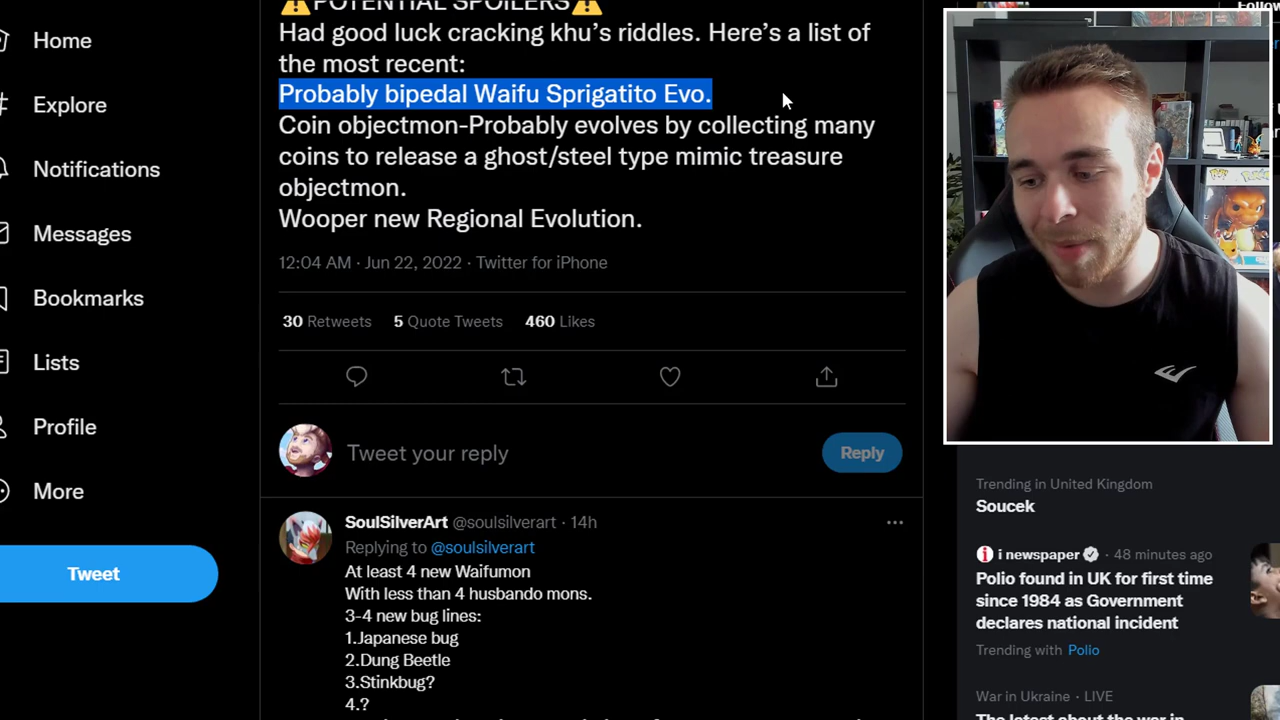 ⚠️POTENTIAL SPOILERS⚠️
Had good luck cracking khu's riddles. Here's a list of
the most recent:
Probably bipedal Waifu Sprigatito Evo.
Coin objectmon-Probably evolves by collecting many
coins to release a ghost/steel type mimic treasure
objectmon.
Wooper new Regional Evolution.
12:04 AM · Jun 22, 2022 · Twitter for iPhone
30 Retweets 5 Quote Tweets 460 Likes
Tweet your reply
Reply
SoulSilverArt @soulsilverart · 14h
Replying to @soulsilverart
At least 4 new Waifumon
With less than 4 husbando mons.
3-4 new bug lines:
1.Japanese bug
2.Dung Beetle
3.Stinkbug?
4.?
Home
Explore
Notifications
Messages
Bookmarks
Lists
Profile
More
Tweet
Trending in United Kingdom
Soucek
i newspaper · 48 minutes ago
Polio found in UK for first time
since 1984 as Government
declares national incident
Trending with Polio
War in Ukraine · LIVE
The latest about the war in